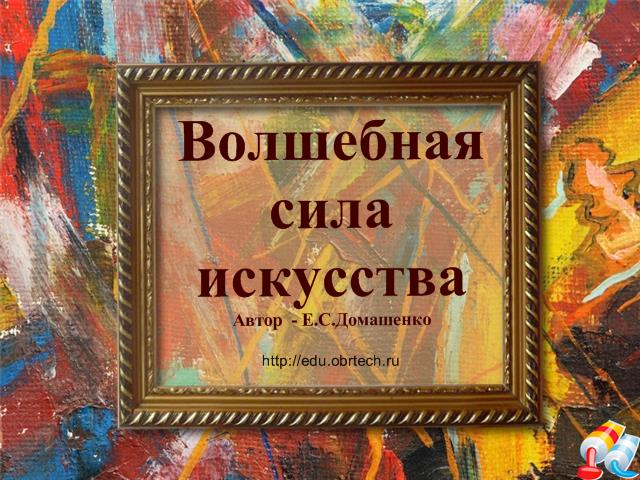 Волшебная
сила
искусства
Автор - Е.С.Домашенко
http://edu.obrtech.ru